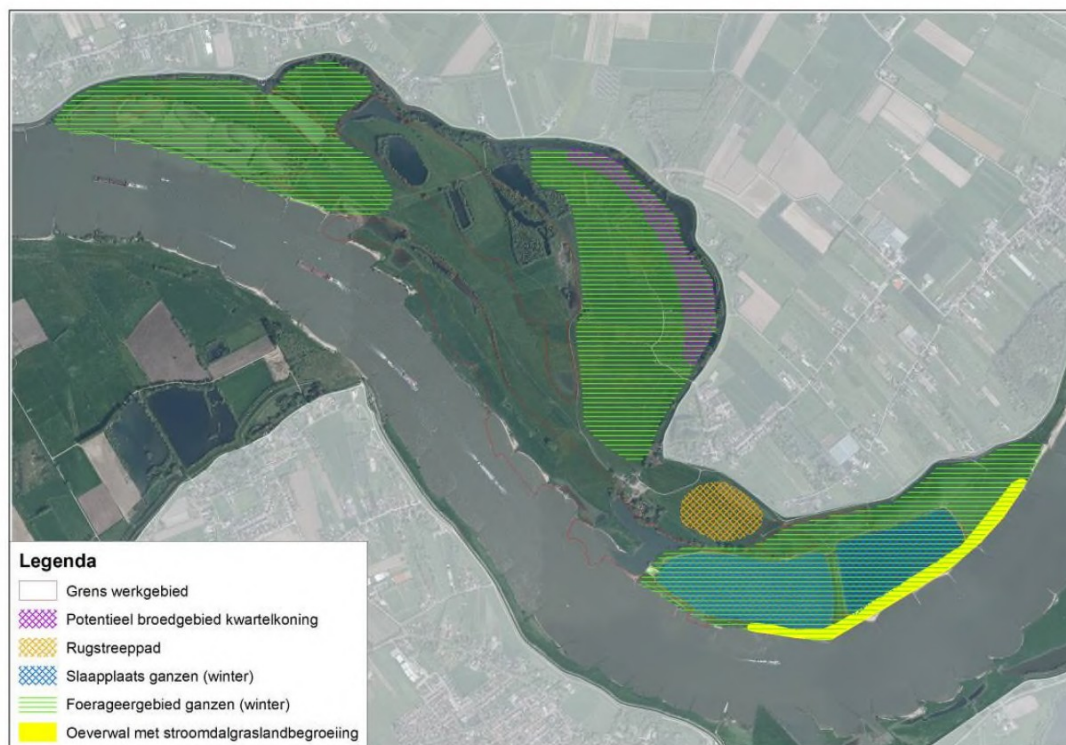 Legenda
Grens werkgebied
Potentieel broedgebied kwartelkoning
Rugstreeppad
Slaapplaats ganzen (winter)
Foerageergebied ganzen (winter)
Oeverwal met stroomdalgraslandbegroeiing